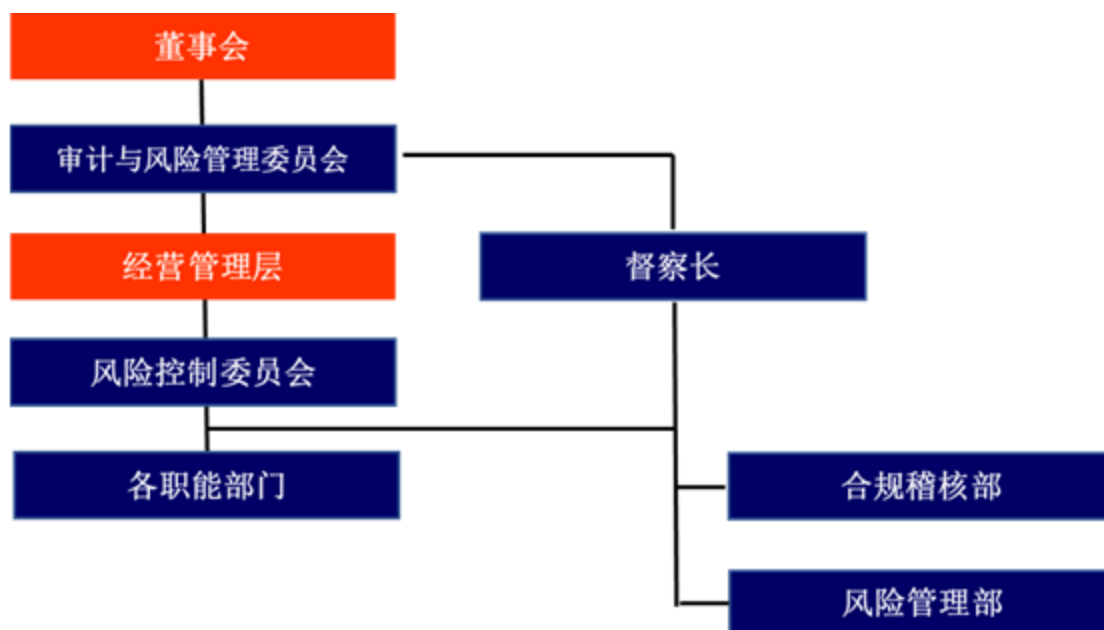 董事会
审计与风险管理委员会
经营管理层
督察长
风险控制委员会
各职能部门
合规稽核部
风险管理部